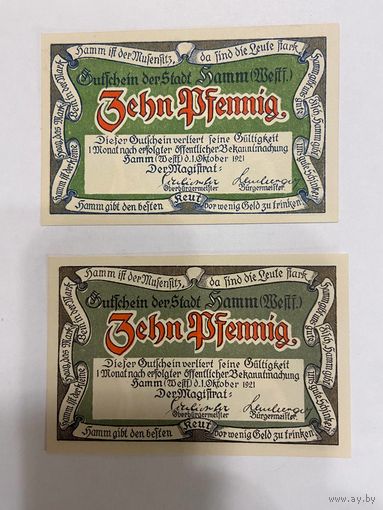 Hamm ist der Musensitz,
da sind die Leute stark
Gutschein der Stadt Hamm (Westf.)
Zehn Pfennig.
Dieser Gutschein verliert seine Gültigkeit
1 Monat nach erfolgter öffentlicher Bekanntmachung
Hamm (Westf) d. 1. Oktober 1921
Der Magistrat:
Oberbürgermeister
Bürgermeister
Hamm gibt den besten
Keut
vor wenig Geld zu trinken
Hamm ist der Musensitz,
da sind die Leute stark
Gutschein der Stadt Hamm (Westf.)
Zehn Pfennig.
Dieser Gutschein verliert seine Gültigkeit
1 Monat nach erfolgter öffentlicher Bekanntmachung
Hamm (Westf) d. 1. Oktober 1921
Der Magistrat:
Oberbürgermeister
Bürgermeister
Hamm gibt den besten
Keut
vor wenig Geld zu trinken
www.ay.by